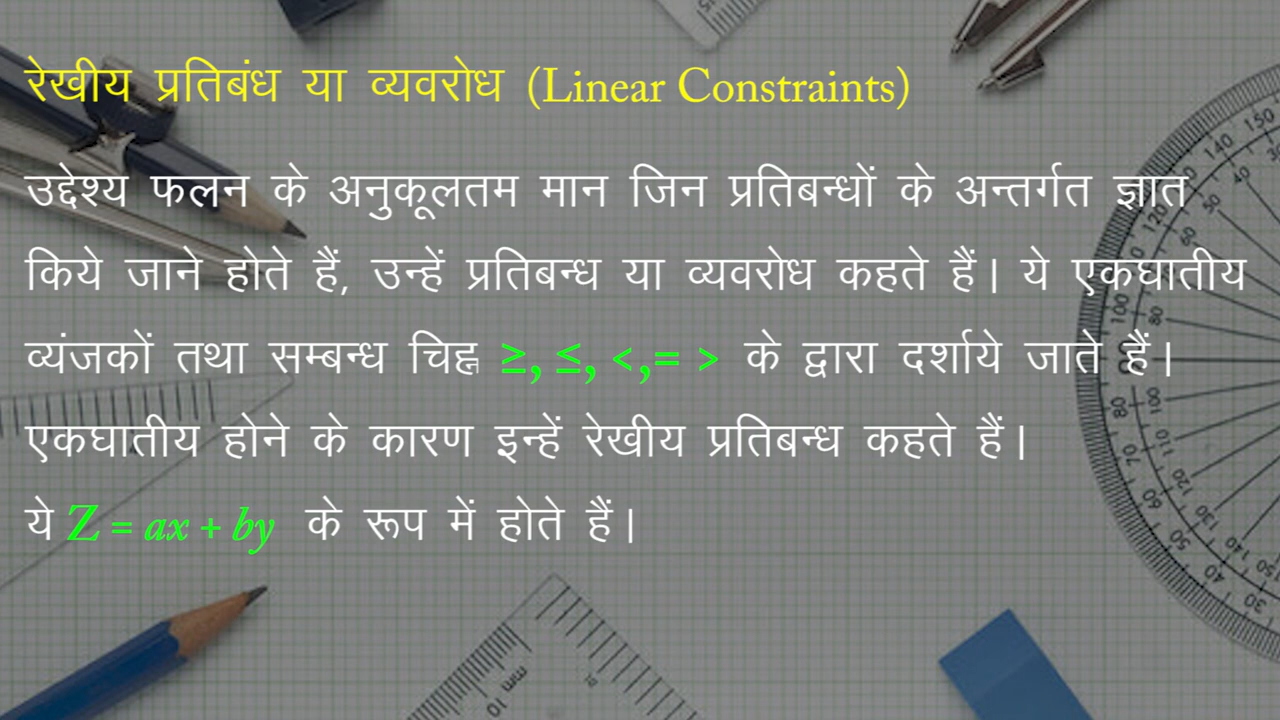 रेखीय प्रतिबंध या व्यवरोध (Linear Constraints)
उद्देश्य फलन के अनुकूलतम मान जिन प्रतिबन्धों के अन्तर्गत ज्ञात
किये जाने होते हैं, उन्हें प्रतिबन्ध या व्यवरोध कहते हैं। ये एकघातीय
व्यंजकों तथा सम्बन्ध चिह्न ≥, ≤, <,= > के द्वारा दर्शाये जाते हैं।
एकघातीय होने के कारण इन्हें रेखीय प्रतिबन्ध कहते हैं।
ये Z = ax + by के रूप में होते हैं।